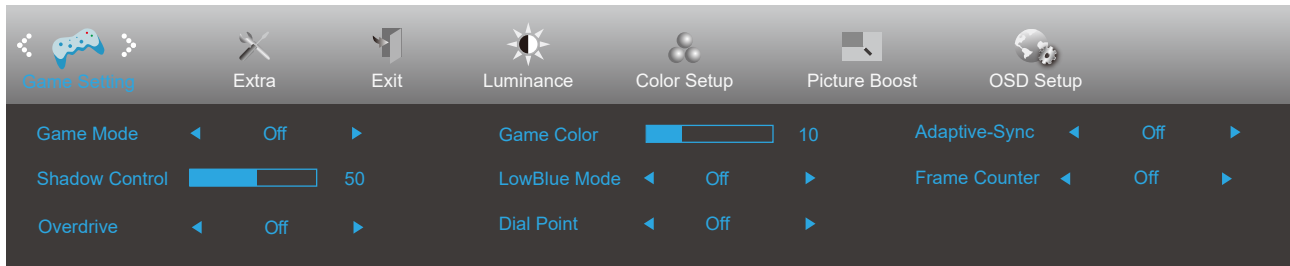 Game Setting Extra Exit Luminance Color Setup Picture Boost OSD Setup
Game Mode Off Game Color 10 Adaptive-Sync Off
Shadow Control 50 LowBlue Mode Off Frame Counter Off
Overdrive Off Dial Point Off